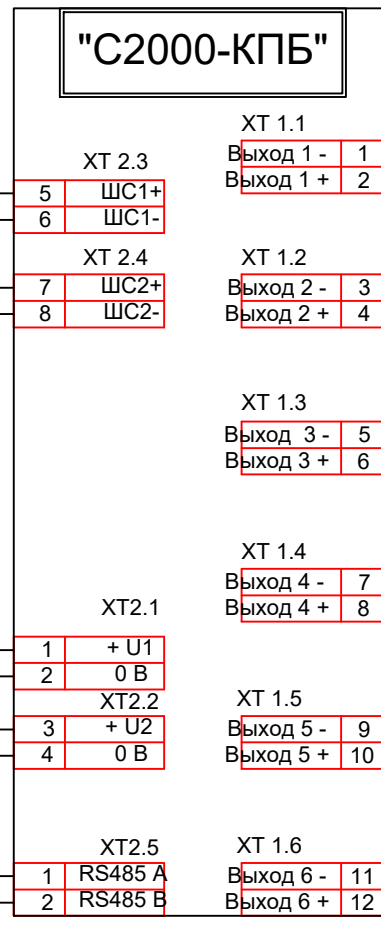 "С2000-КПБ"
XT 1.1
Выход 1 - 1
Выход 1 + 2
XT 2.3
5 ШС1+
6 ШС1-
XT 2.4
7 ШС2+
8 ШС2-
XT 1.2
Выход 2 - 3
Выход 2 + 4
XT 1.3
Выход 3 - 5
Выход 3 + 6
XT 1.4
Выход 4 - 7
Выход 4 + 8
XT2.1
1 + U1
2 0 В
XT2.2
3 + U2
4 0 В
XT 1.5
Выход 5 - 9
Выход 5 + 10
XT2.5
1 RS485 A
2 RS485 B
XT 1.6
Выход 6 - 11
Выход 6 + 12